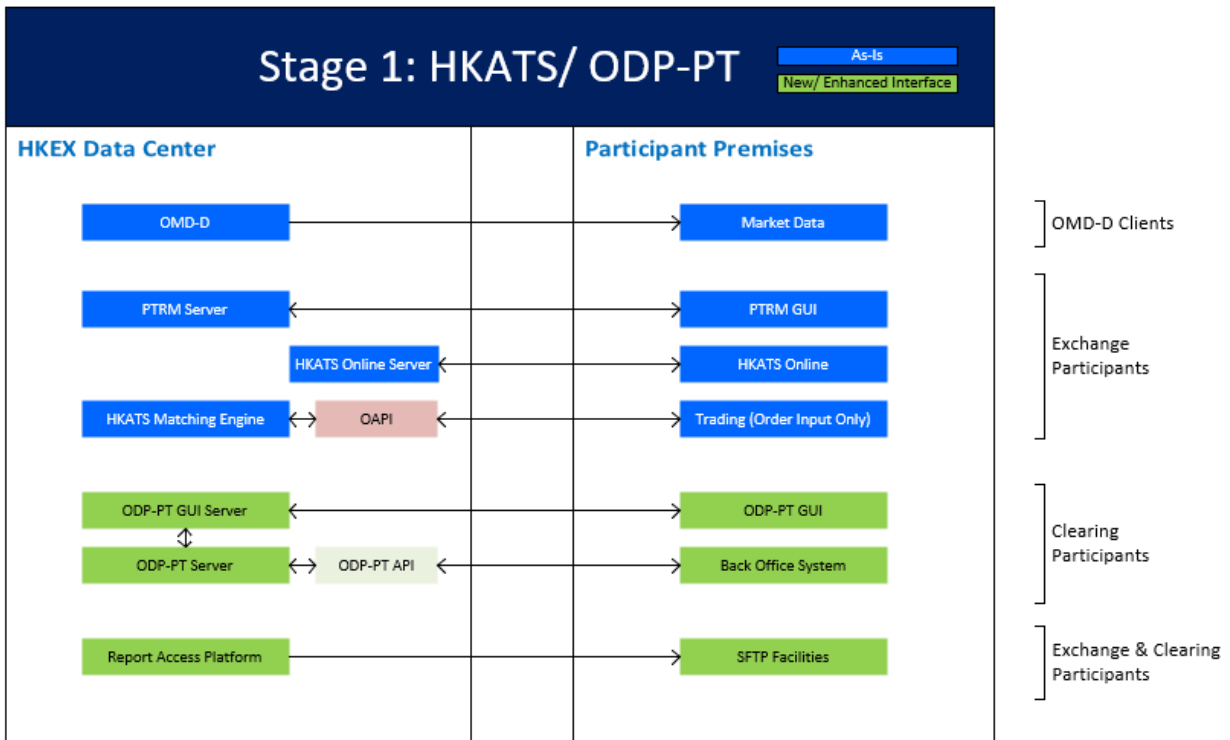 Stage 1: HKATS/ ODP-PT
As-Is
New/ Enhanced Interface
HKEX Data Center
Participant Premises
OMD-D
Market Data
OMD-D Clients
PTRM Server
PTRM GUI
HKATS Online Server
HKATS Online
Exchange
Participants
HKATS Matching Engine
OAPI
Trading (Order Input Only)
ODP-PT GUI Server
ODP-PT GUI
Clearing
Participants
ODP-PT Server
ODP-PT API
Back Office System
Report Access Platform
SFTP Facilities
Exchange & Clearing
Participants